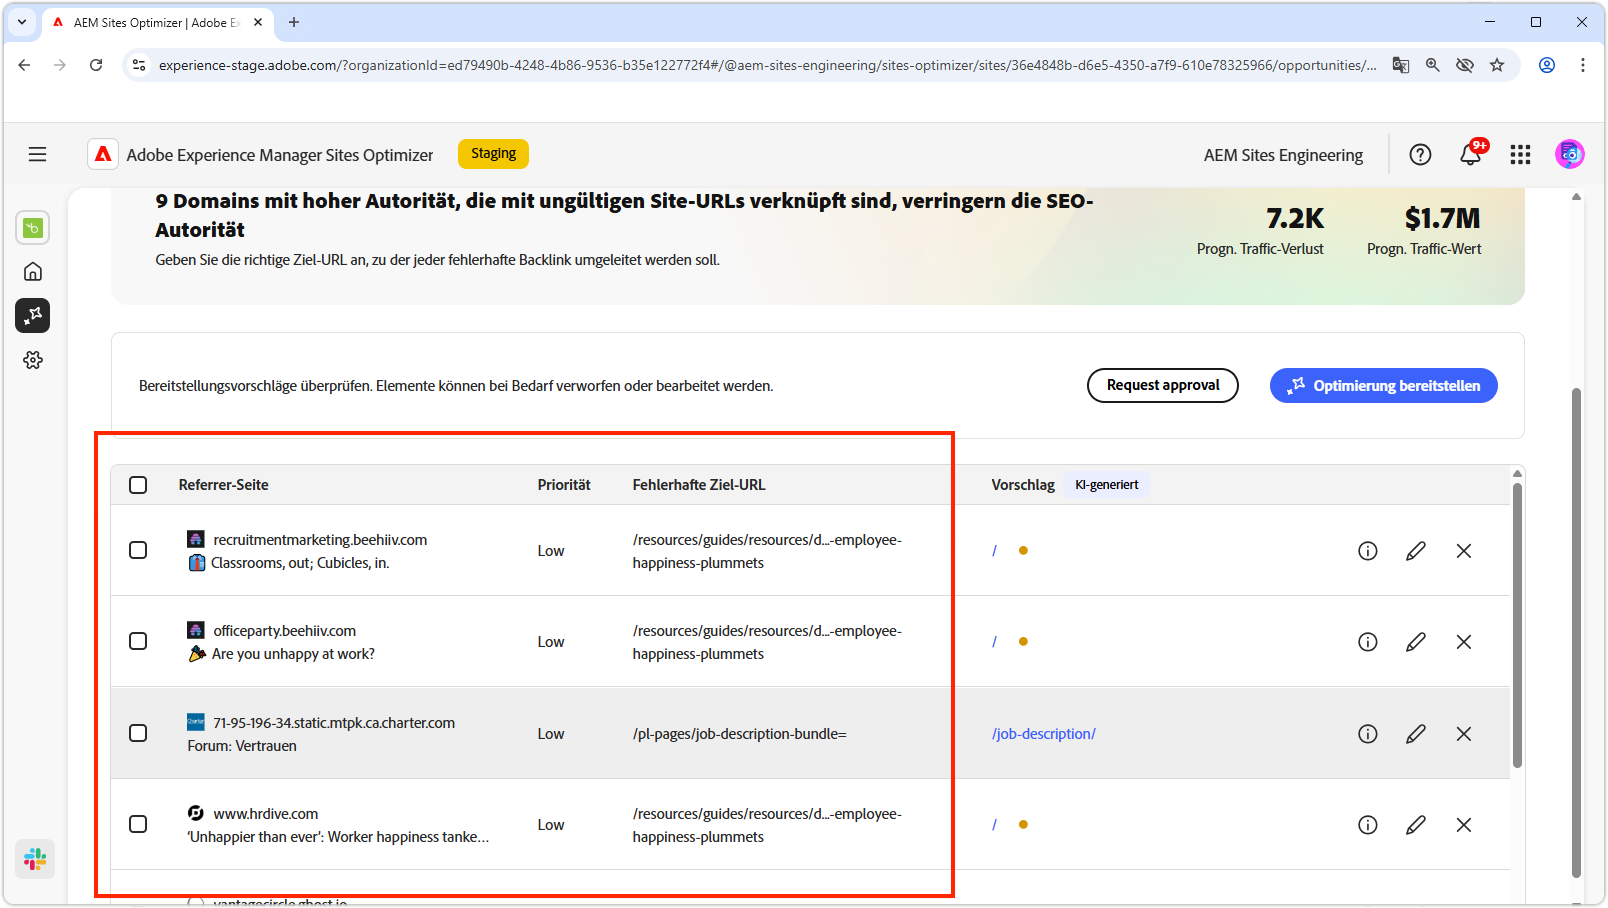 AEM Sites Optimizer | Adobe Ex
experience-stage.adobe.com/?organizationId=ed79490b-4248-4b86-9536-b35e122772f4#/@aem-sites-engineering/sites-optimizer/sites/36e4848b-d6e5-4350-a7f9-610e78325966/opportunities/...
Adobe Experience Manager Sites Optimizer
Staging
AEM Sites Engineering
9+
9 Domains mit hoher Autorität, die mit ungültigen Site-URLs verknüpft sind, verringern die SEO-
Autorität
Geben Sie die richtige Ziel-URL an, zu der jeder fehlerhafte Backlink umgeleitet werden soll.
7.2K
Progn. Traffic-Verlust
$1.7M
Progn. Traffic-Wert
Bereitstellungsvorschläge überprüfen. Elemente können bei Bedarf verworfen oder bearbeitet werden.
Request approval
Optimierung bereitstellen
Referrer-Seite
Priorität
Fehlerhafte Ziel-URL
Vorschlag
KI-generiert
recruitmentmarketing.beehiiv.com
Classrooms, out; Cubicles, in.
Low
/resources/guides/resources/d...-employee-
happiness-plummets
/
officeparty.beehiiv.com
Are you unhappy at work?
Low
/resources/guides/resources/d...-employee-
happiness-plummets
/
Charter
71-95-196-34.static.mtpk.ca.charter.com
Forum: Vertrauen
Low
/pl-pages/job-description-bundle=
/job-description/
www.hrdive.com
‘Unhappier than ever’: Worker happiness tanke...
Low
/resources/guides/resources/d...-employee-
happiness-plummets
/
vantagecircle.ghost.io